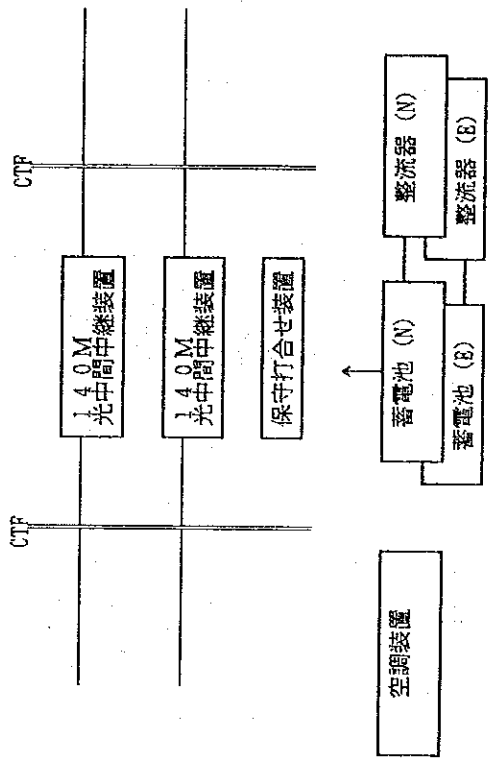 CTF
CTF
１４０Ｍ
光中間中継装置
１４０Ｍ
光中間中継装置
保守打合せ装置
空調装置
蓄電池 (N)
整流器 (N)
蓄電池 (E)
整流器 (E)